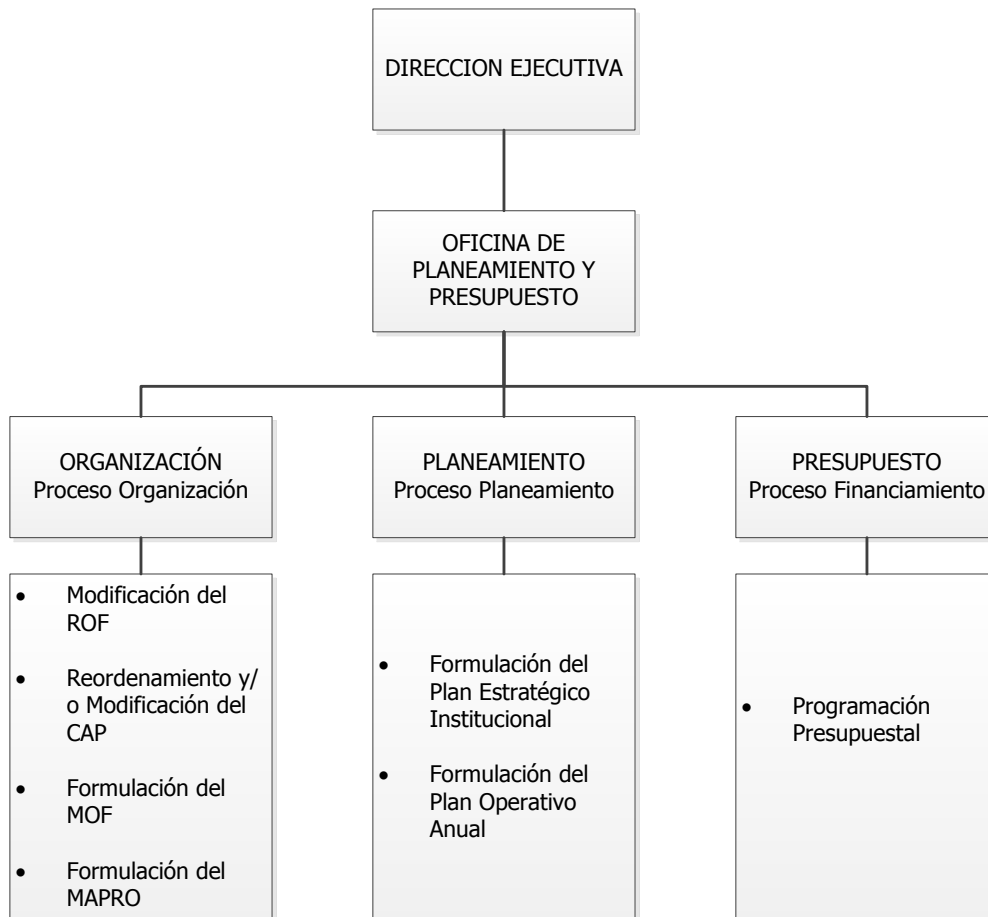 DIRECCION EJECUTIVA
OFICINA DE
PLANEAMIENTO Y
PRESUPUESTO
ORGANIZACIÓN
Proceso Organización
PLANEAMIENTO
Proceso Planeamiento
PRESUPUESTO
Proceso Financiamiento
• Modificación del
ROF
• Reordenamiento y/
o Modificación del
CAP
• Formulación del
MOF
• Formulación del
MAPRO
• Formulación del
Plan Estratégico
Institucional
• Formulación del
Plan Operativo
Anual
• Programación
Presupuestal